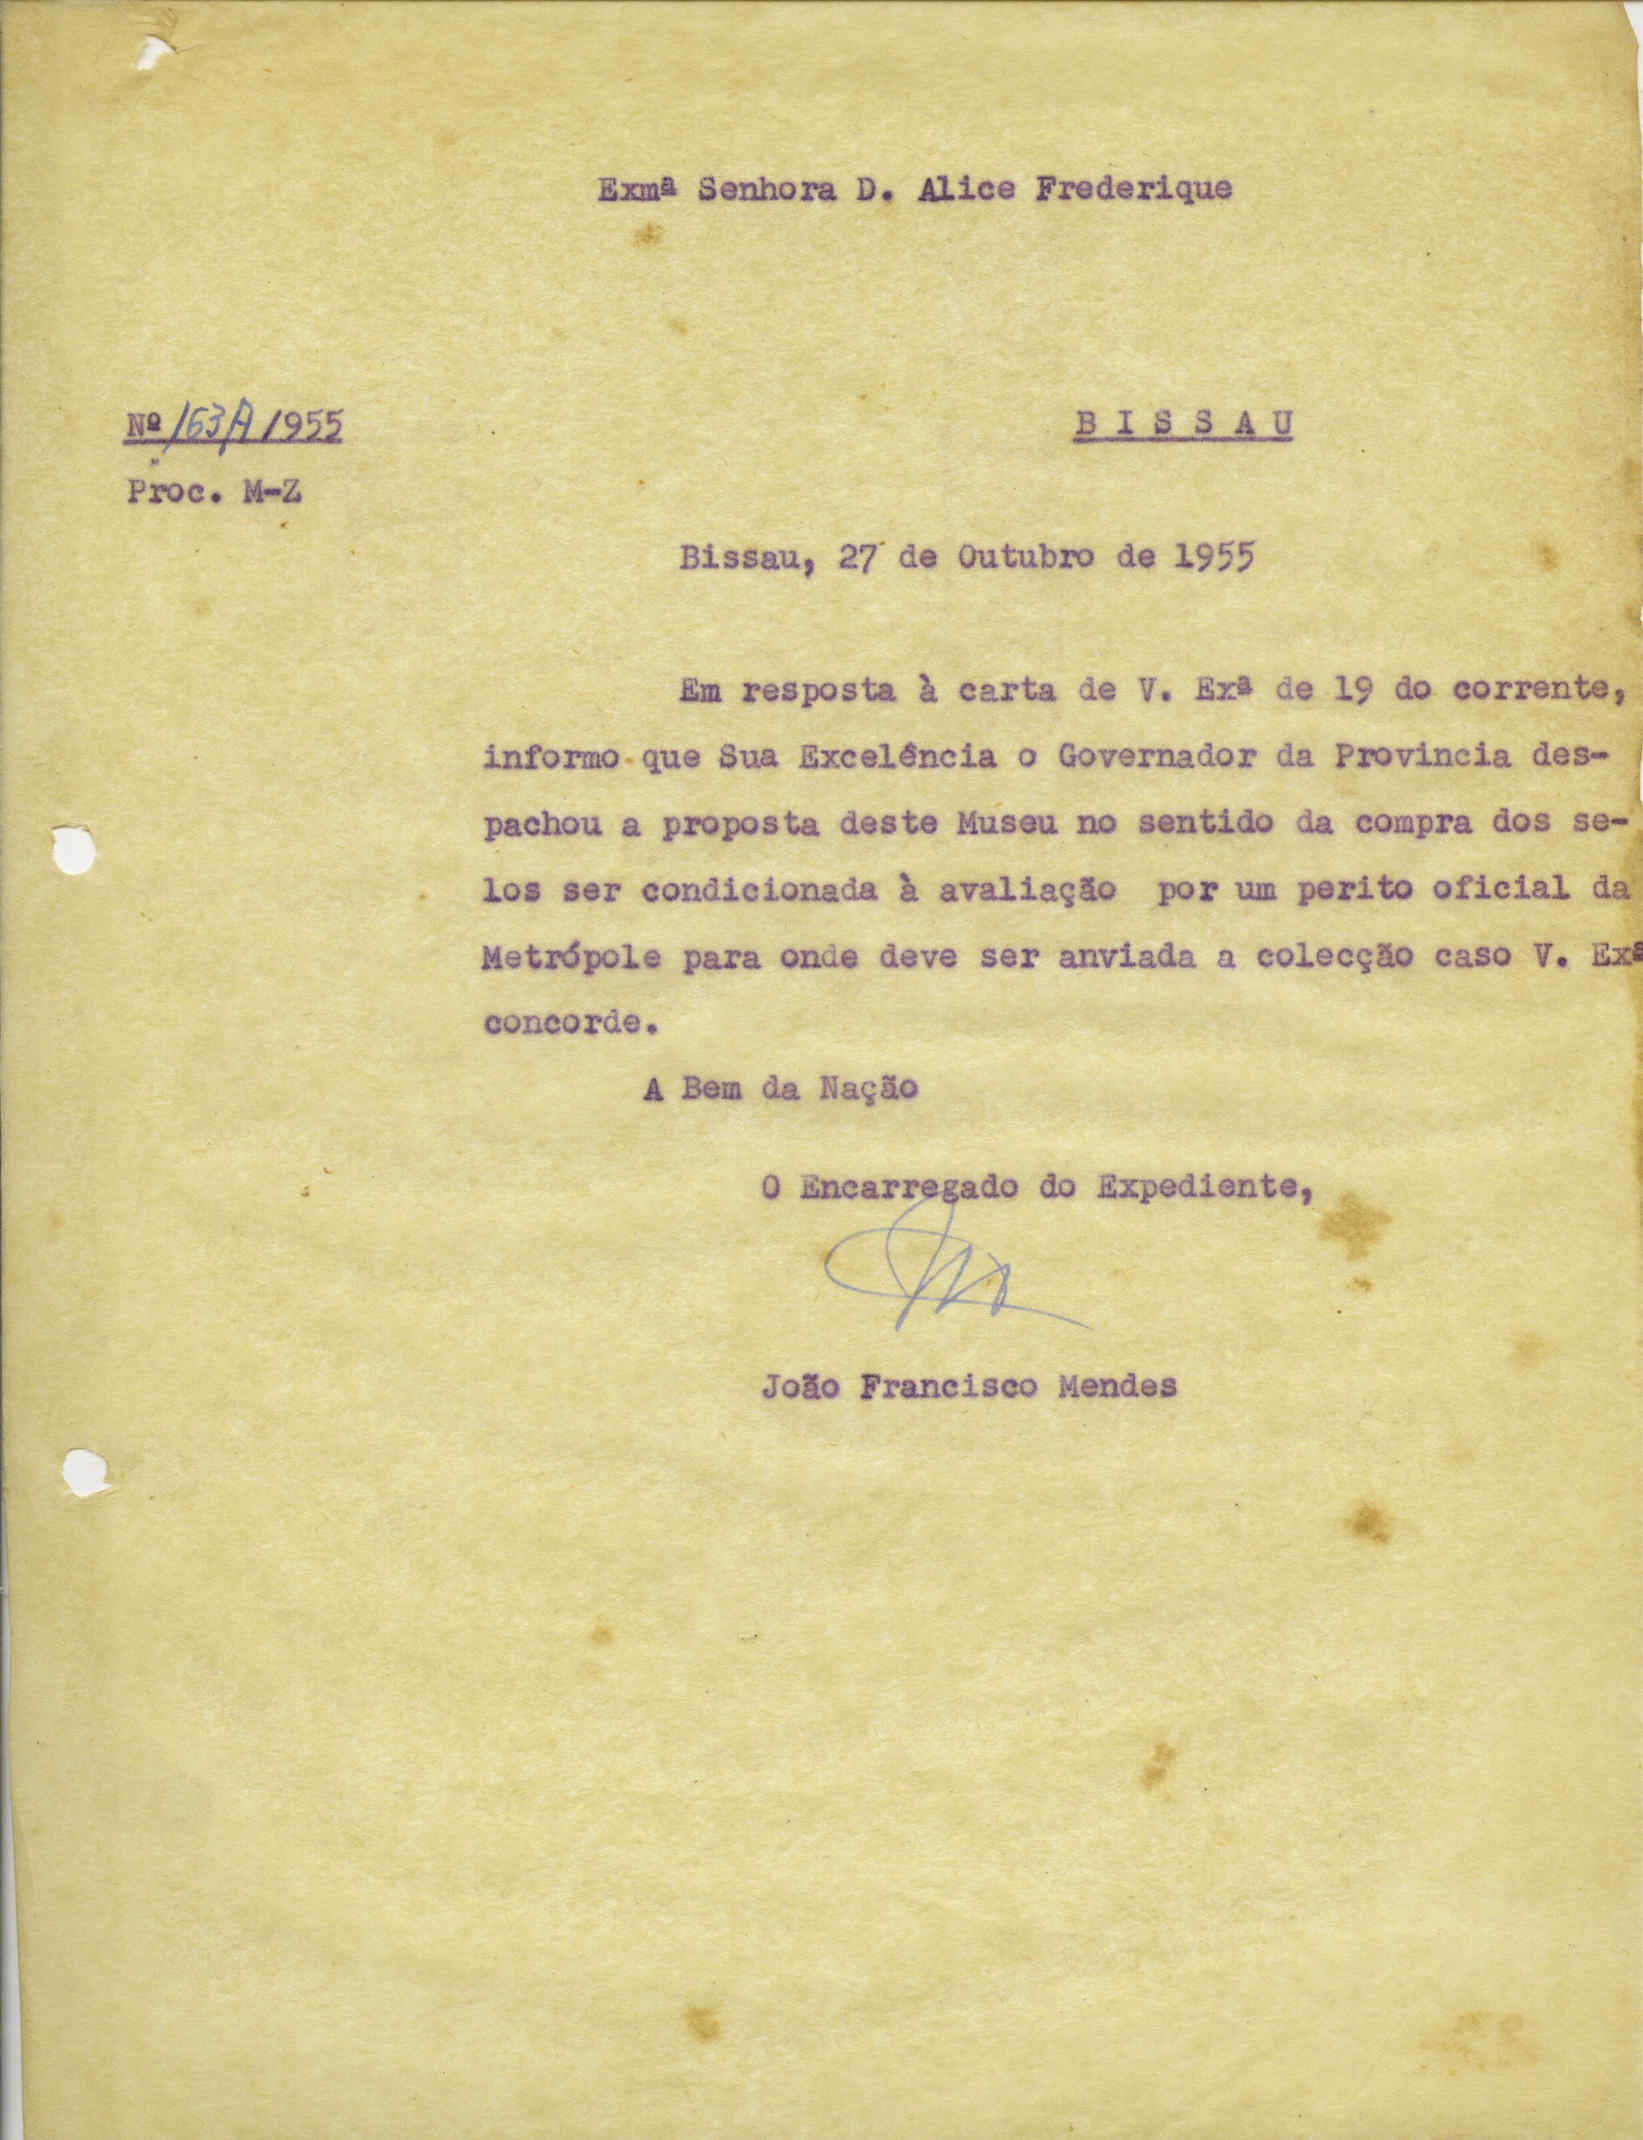 Exmª Senhora D. Alice Frederique
Nº 163A/1955
B I S S A U
Proc. M-Z
Bissau, 27 de Outubro de 1955
Em resposta à carta de V. Exª de 19 do corrente,
informo que Sua Excelência o Governador da Provincia des-
pachou a proposta deste Museu no sentido da compra dos se-
los ser condicionada à avaliação por um perito oficial da
Metrópole para onde deve ser anviada a colecção caso V. Exª
concorde.
A Bem da Nação
O Encarregado do Expediente,
João Francisco Mendes